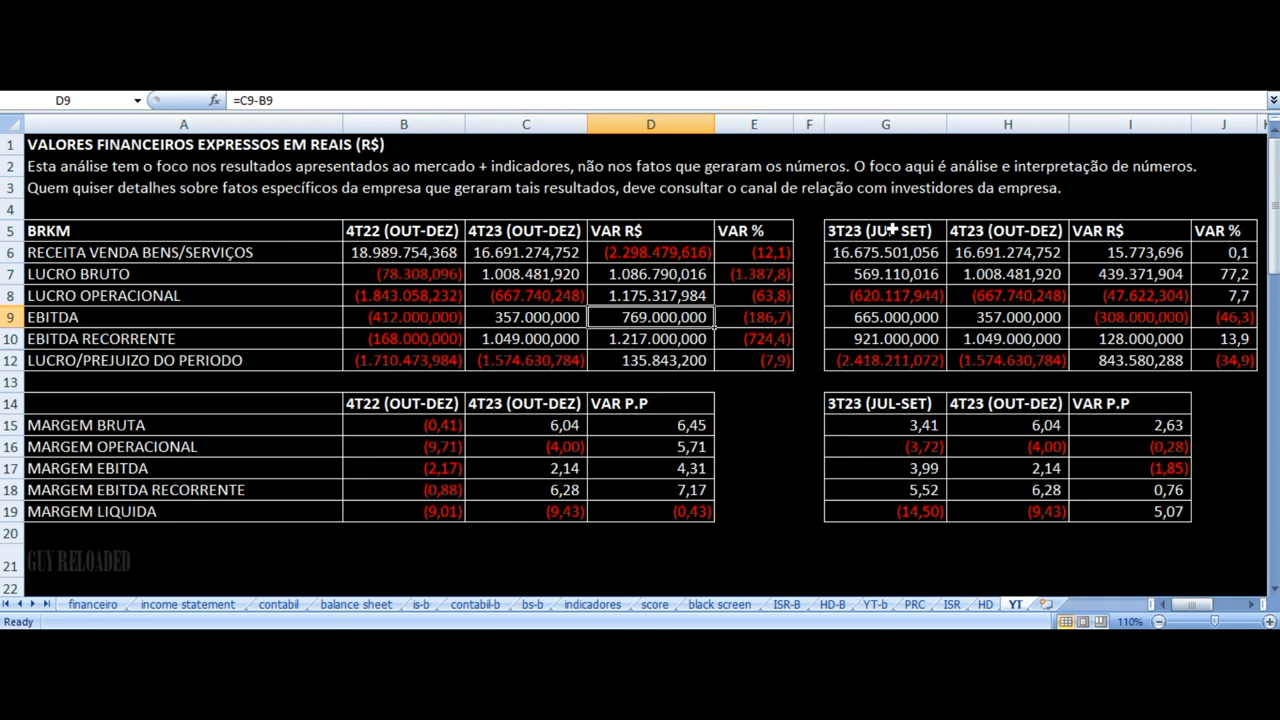 D9 fx =C9-B9
A B C D E F G H I J
1 VALORES FINANCEIROS EXPRESSOS EM REAIS (R$)
2 Esta análise tem o foco nos resultados apresentados ao mercado + indicadores, não nos fatos que geraram os números. O foco aqui é análise e interpretação de números.
3 Quem quiser detalhes sobre fatos específicos da empresa que geraram tais resultados, deve consultar o canal de relação com investidores da empresa.
4
5 BRKM 4T22 (OUT-DEZ) 4T23 (OUT-DEZ) VAR R$ VAR % 3T23 (JUL-SET) 4T23 (OUT-DEZ) VAR R$ VAR %
6 RECEITA VENDA BENS/SERVIÇOS 18.989.754,368 16.691.274,752 (2.298.479,616) (12,1) 16.675.501,056 16.691.274,752 15.773,696 0,1
7 LUCRO BRUTO (78.308,096) 1.008.481,920 1.086.790,016 (1.387,8) 569.110,016 1.008.481,920 439.371,904 77,2
8 LUCRO OPERACIONAL (1.843.058,232) (667.740,248) 1.175.317,984 (63,8) (620.117,944) (667.740,248) (47.622,304) 7,7
9 EBITDA (412.000,000) 357.000,000 769.000,000 (186,7) 665.000,000 357.000,000 (308.000,000) (46,3)
10 EBITDA RECORRENTE (168.000,000) 1.049.000,000 1.217.000,000 (724,4) 921.000,000 1.049.000,000 128.000,000 13,9
12 LUCRO/PREJUIZO DO PERIODO (1.710.473,984) (1.574.630,784) 135.843,200 (7,9) (2.418.211,072) (1.574.630,784) 843.580,288 (34,9)
13
14 4T22 (OUT-DEZ) 4T23 (OUT-DEZ) VAR P.P 3T23 (JUL-SET) 4T23 (OUT-DEZ) VAR P.P
15 MARGEM BRUTA (0,41) 6,04 6,45 3,41 6,04 2,63
16 MARGEM OPERACIONAL (9,71) (4,00) 5,71 (3,72) (4,00) (0,28)
17 MARGEM EBITDA (2,17) 2,14 4,31 3,99 2,14 (1,85)
18 MARGEM EBITDA RECORRENTE (0,88) 6,28 7,17 5,52 6,28 0,76
19 MARGEM LIQUIDA (9,01) (9,43) (0,43) (14,50) (9,43) 5,07
20
21 GUY RELOADED
22
financeiro income statement contabil balance sheet is-b contabil-b bs-b indicadores score black screen ISR-B HD-B YT-b PRC ISR HD YT
Ready 110%